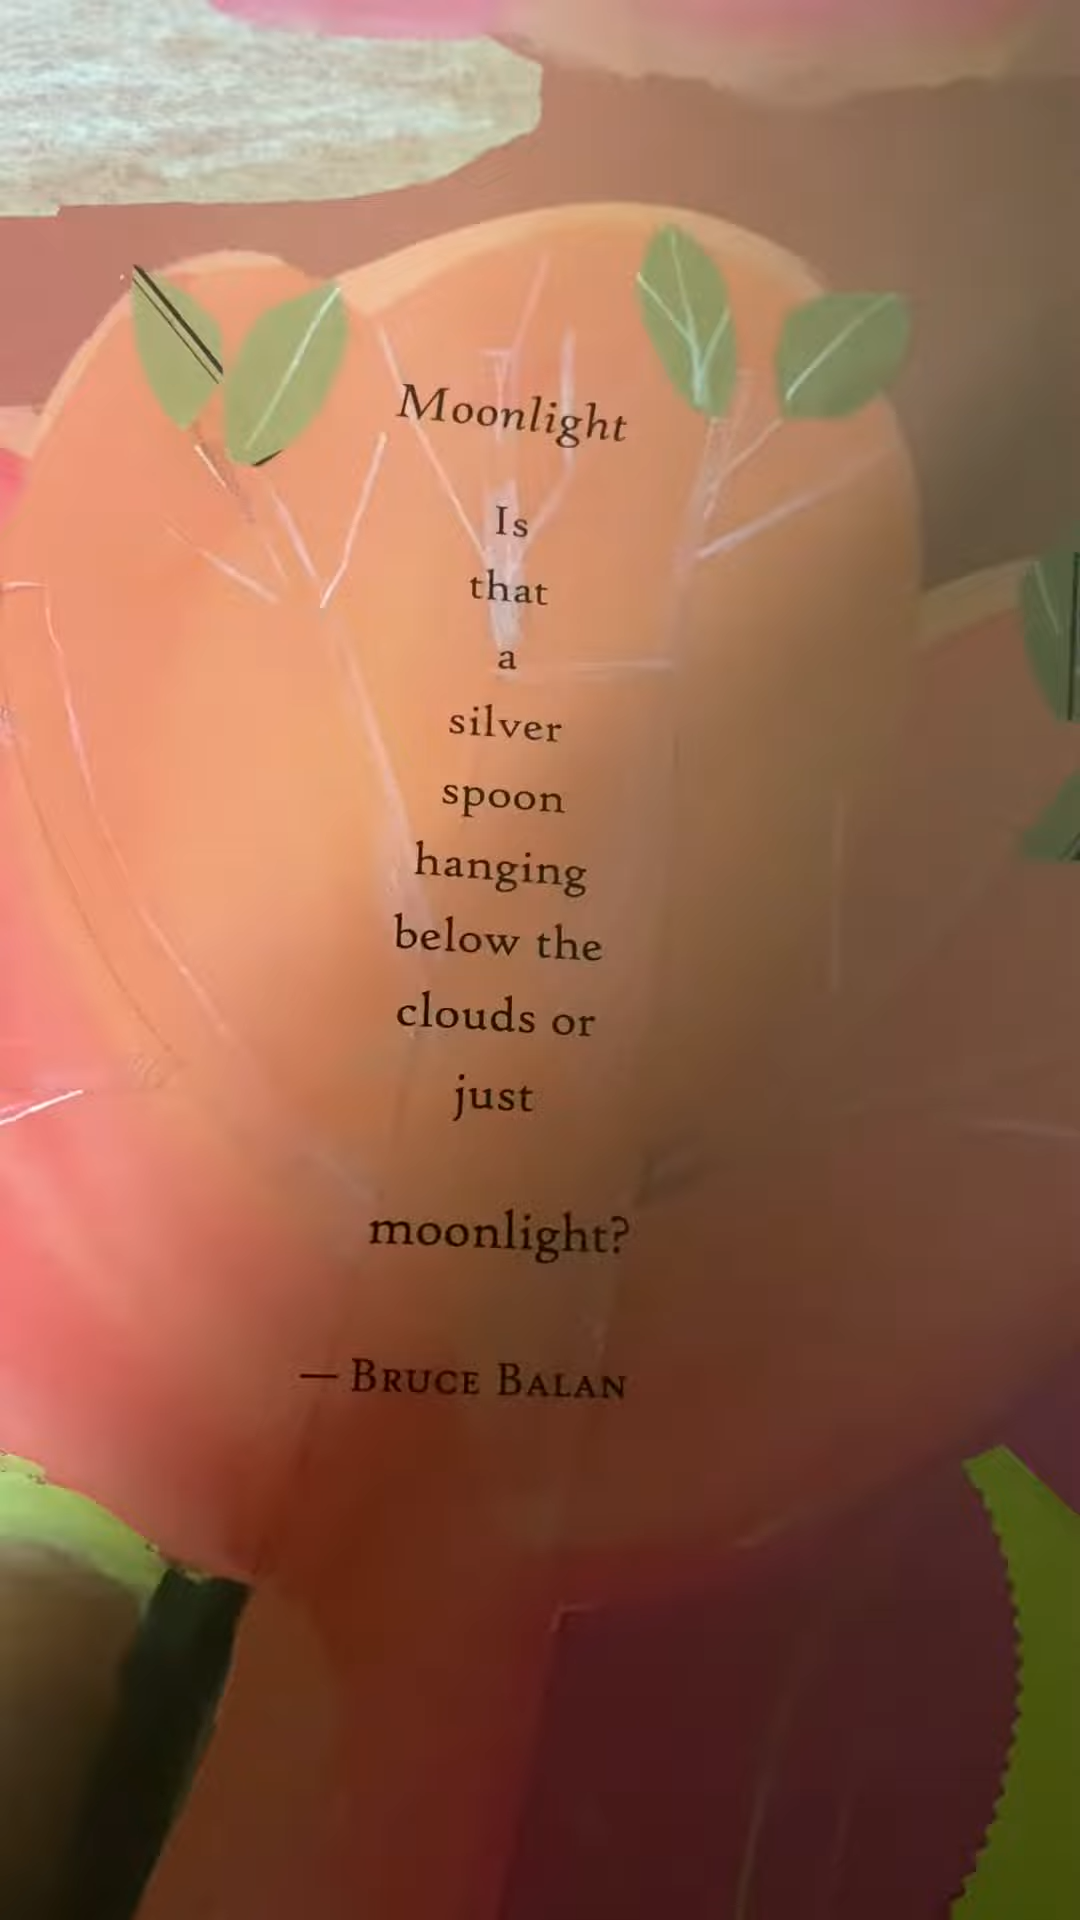 Moonlight
Is
that
a
silver
spoon
hanging
below the
clouds or
just
moonlight?
— BRUCE BALAN